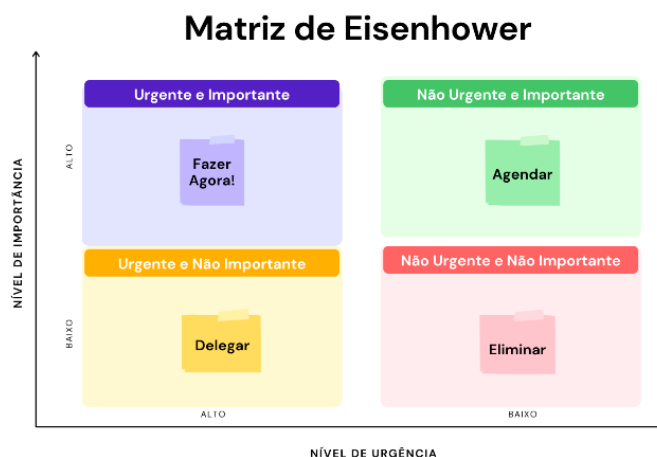 Matriz de Eisenhower
Urgente e Importante
Não Urgente e Importante
Fazer
Agora!
Agendar
Urgente e Não Importante
Não Urgente e Não Importante
Delegar
Eliminar
NÍVEL DE IMPORTÂNCIA
ALTO
BAIXO
ALTO
BAIXO
NÍVEL DE URGÊNCIA